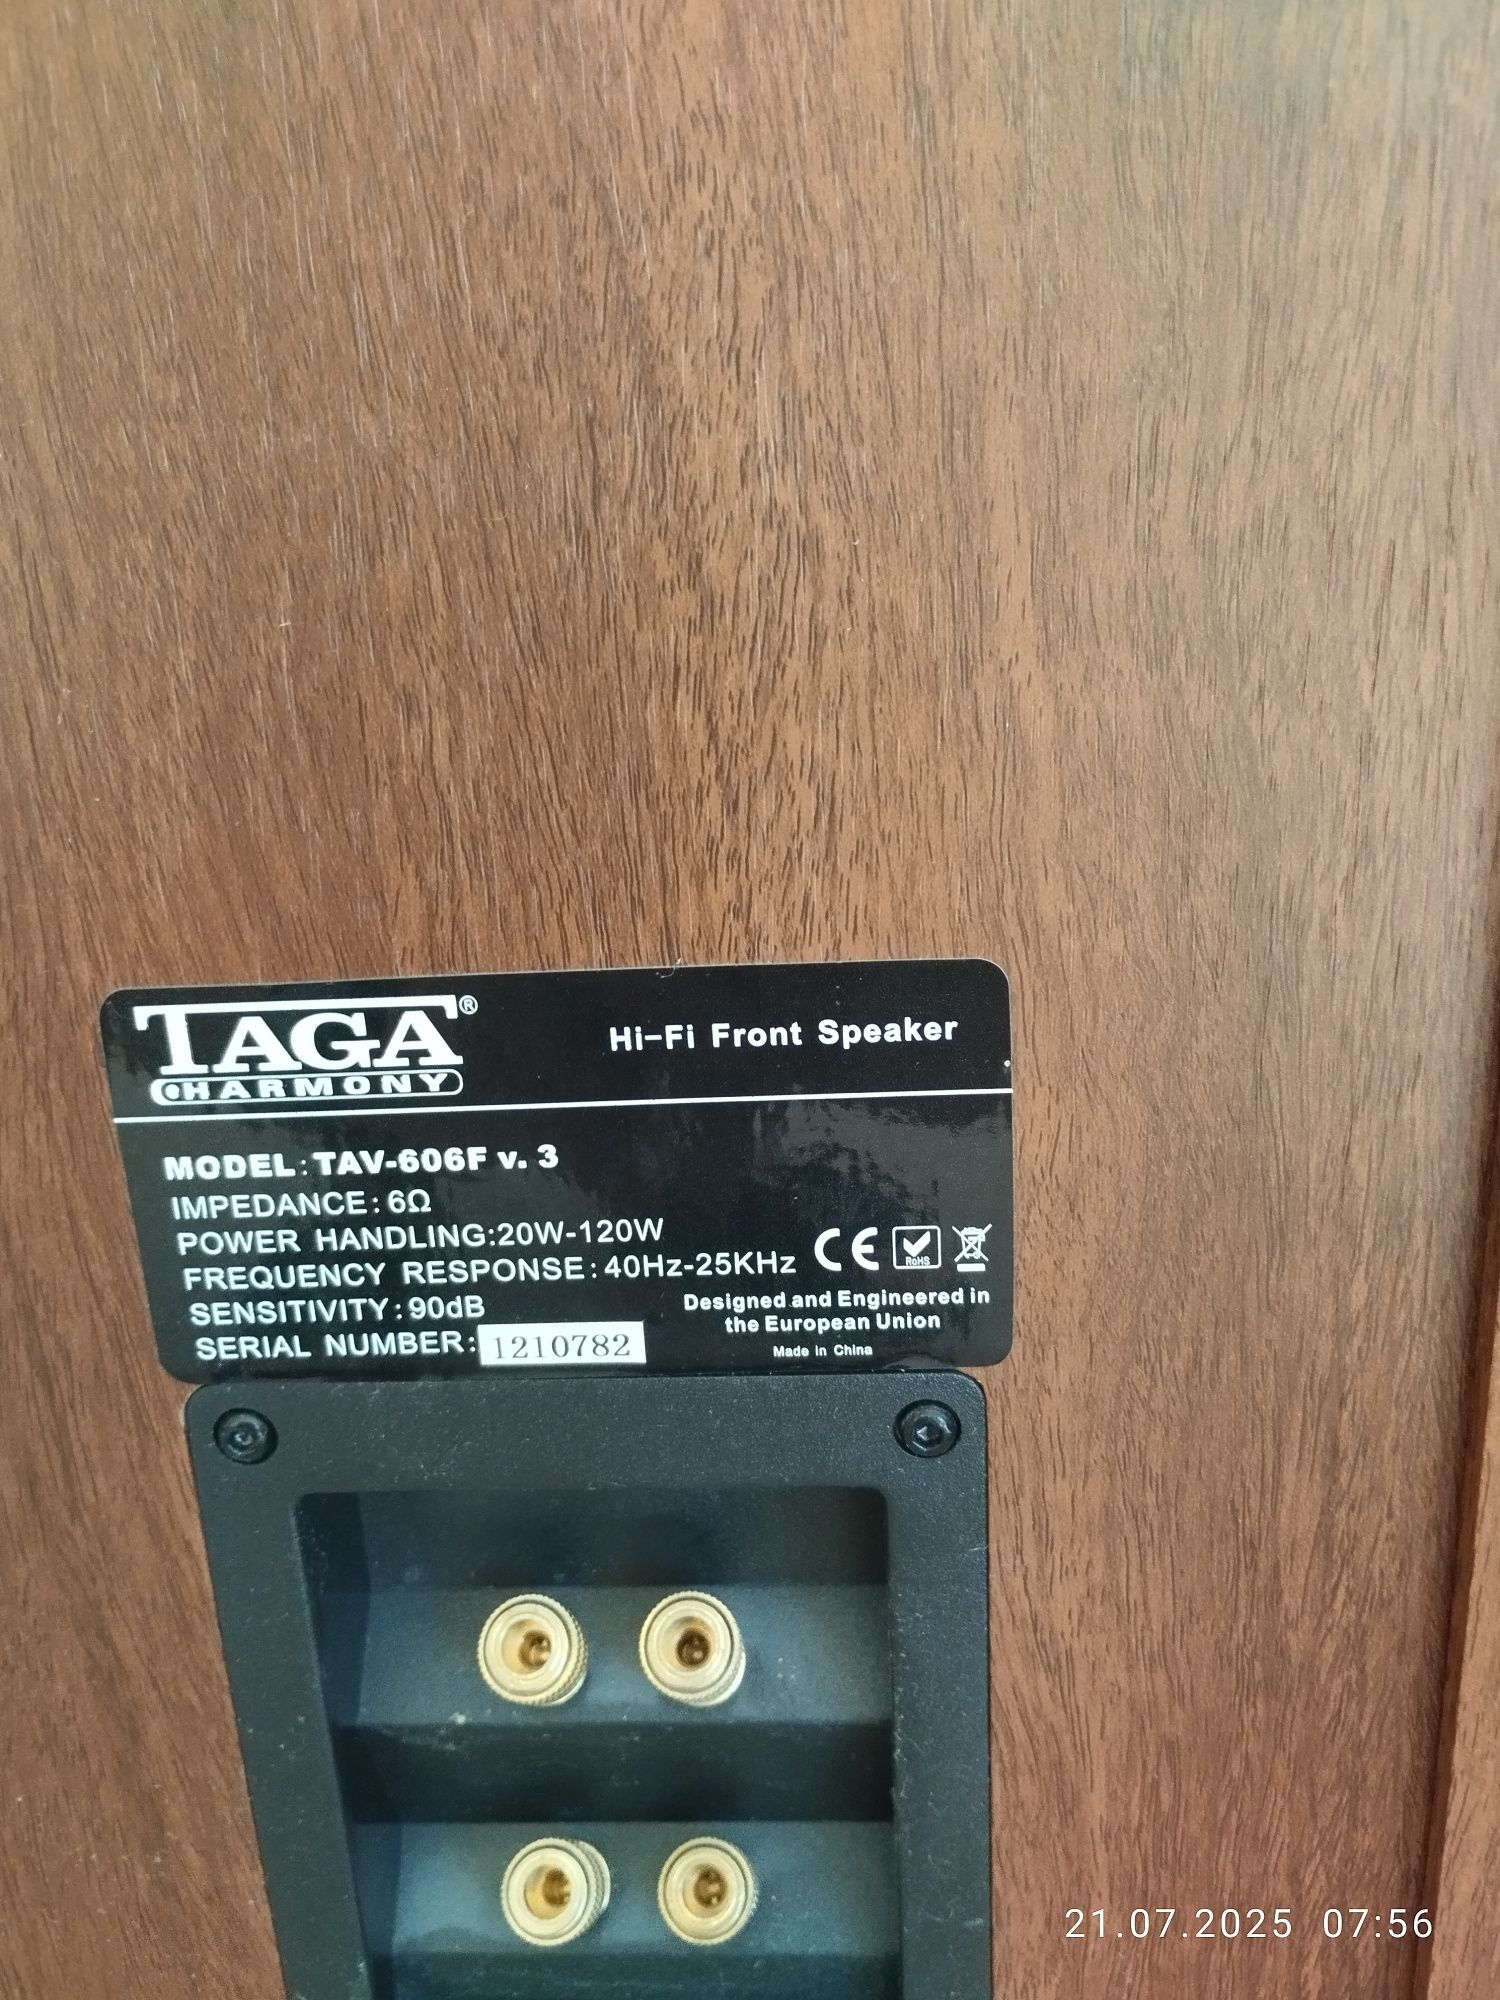 TAGA®
HARMONY
Hi-Fi Front Speaker
MODEL: TAV-606F v. 3
IMPEDANCE: 6Ω
POWER HANDLING:20W-120W
FREQUENCY RESPONSE: 40Hz-25KHz
SENSITIVITY: 90dB
SERIAL NUMBER: 1210782
CE
RoHS
Designed and Engineered in
the European Union
Made in China
21.07.2025 07:56